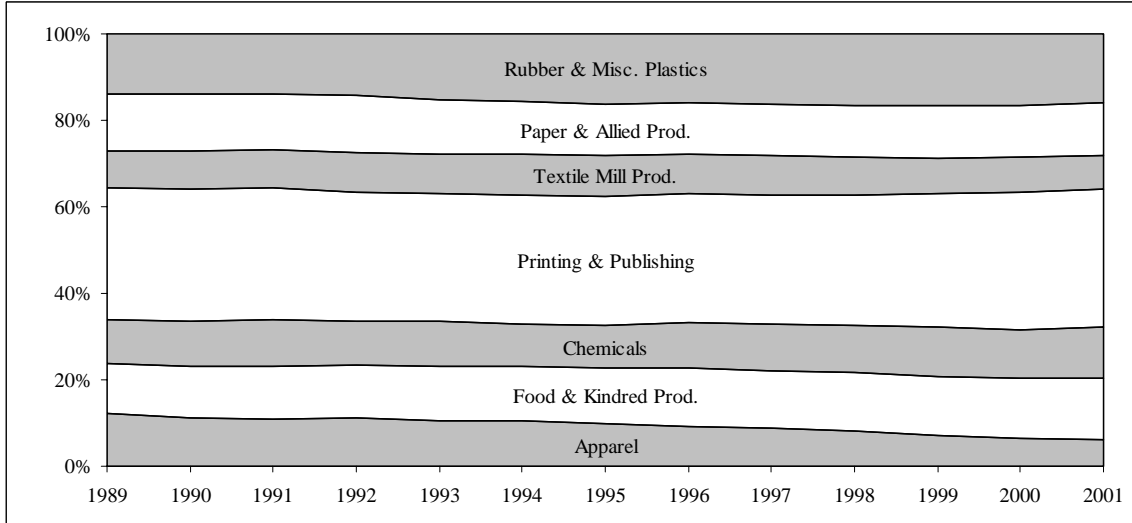 100%
Rubber & Misc. Plastics
80%
Paper & Allied Prod.
Textile Mill Prod.
60%
Printing & Publishing
40%
Chemicals
20%
Food & Kindred Prod.
Apparel
0%
1989 1990 1991 1992 1993 1994 1995 1996 1997 1998 1999 2000 2001